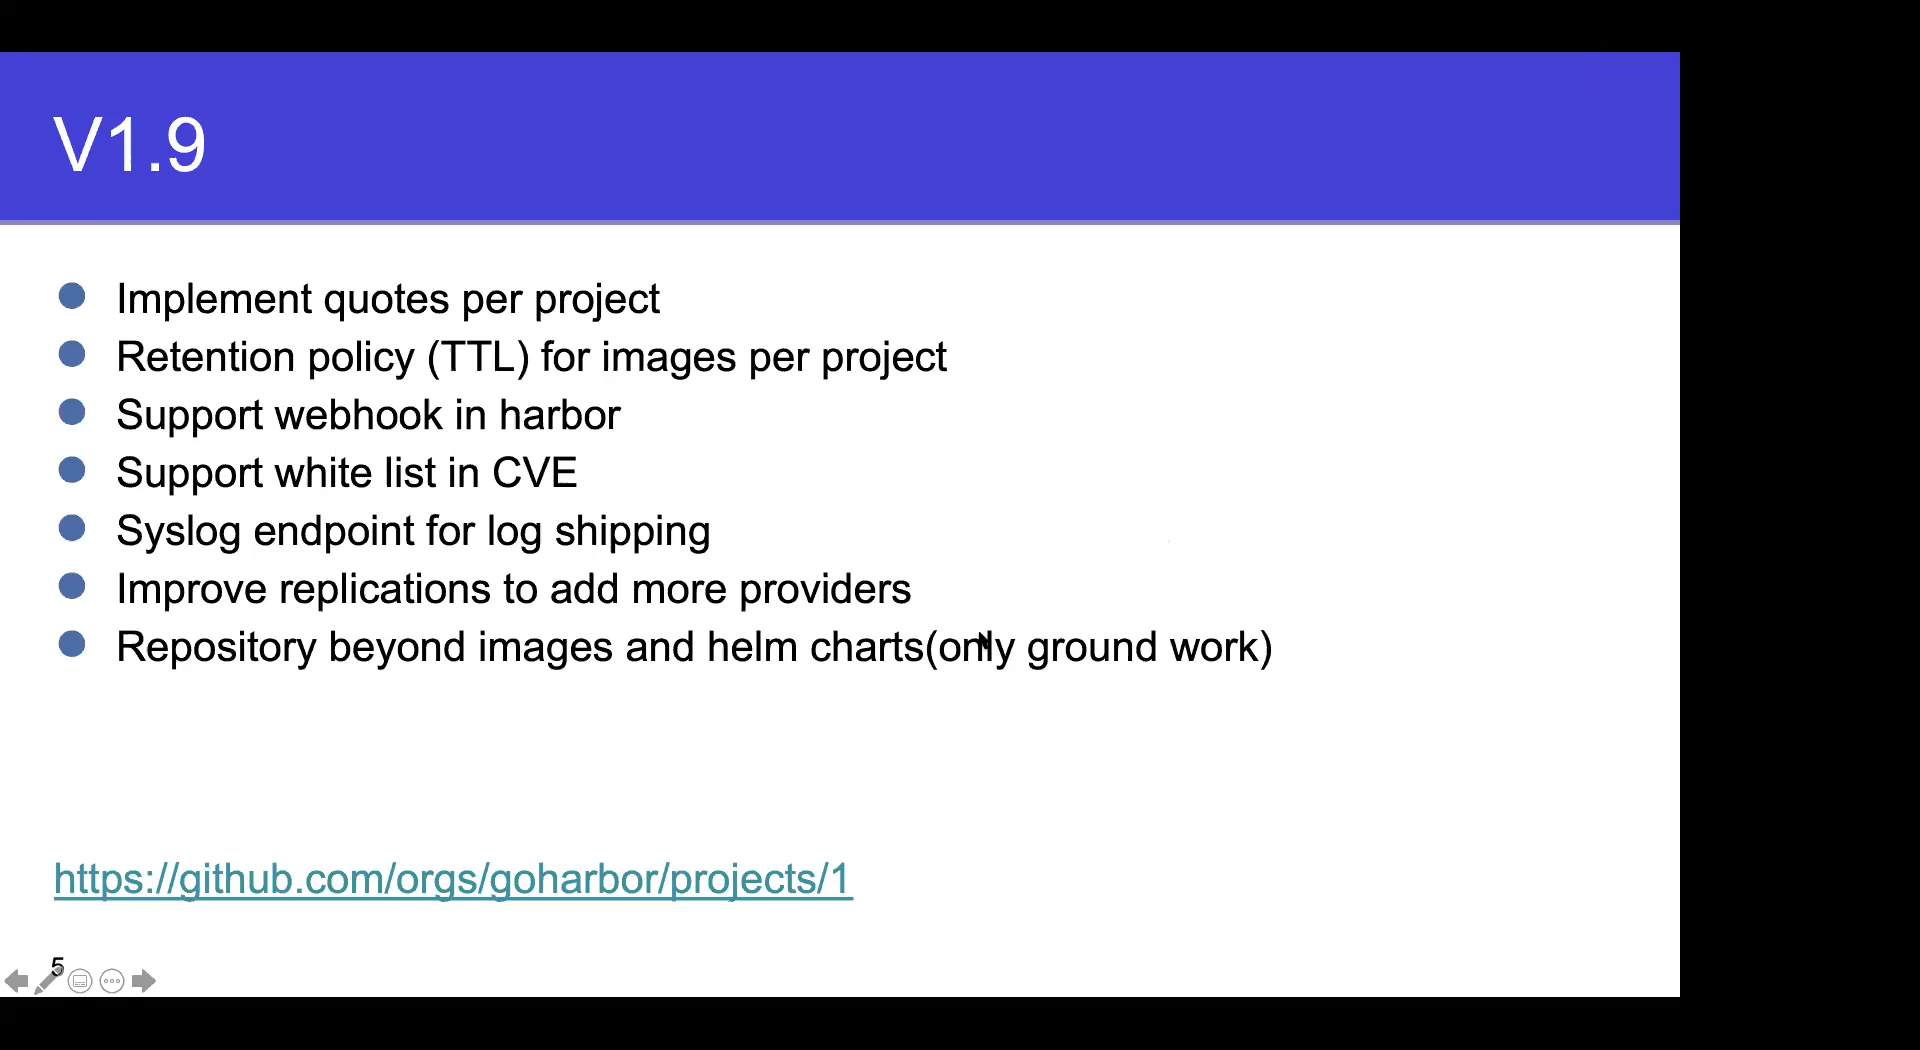 V1.9
Implement quotes per project
Retention policy (TTL) for images per project
Support webhook in harbor
Support white list in CVE
Syslog endpoint for log shipping
Improve replications to add more providers
Repository beyond images and helm charts(only ground work)
https://github.com/orgs/goharbor/projects/1
5